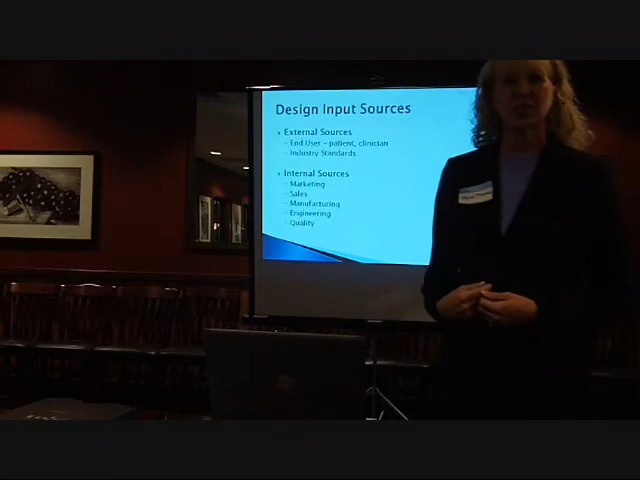 Design Input Sources
External Sources
End User – patient, clinician
Industry Standards
Internal Sources
Marketing
Sales
Manufacturing
Engineering
Quality